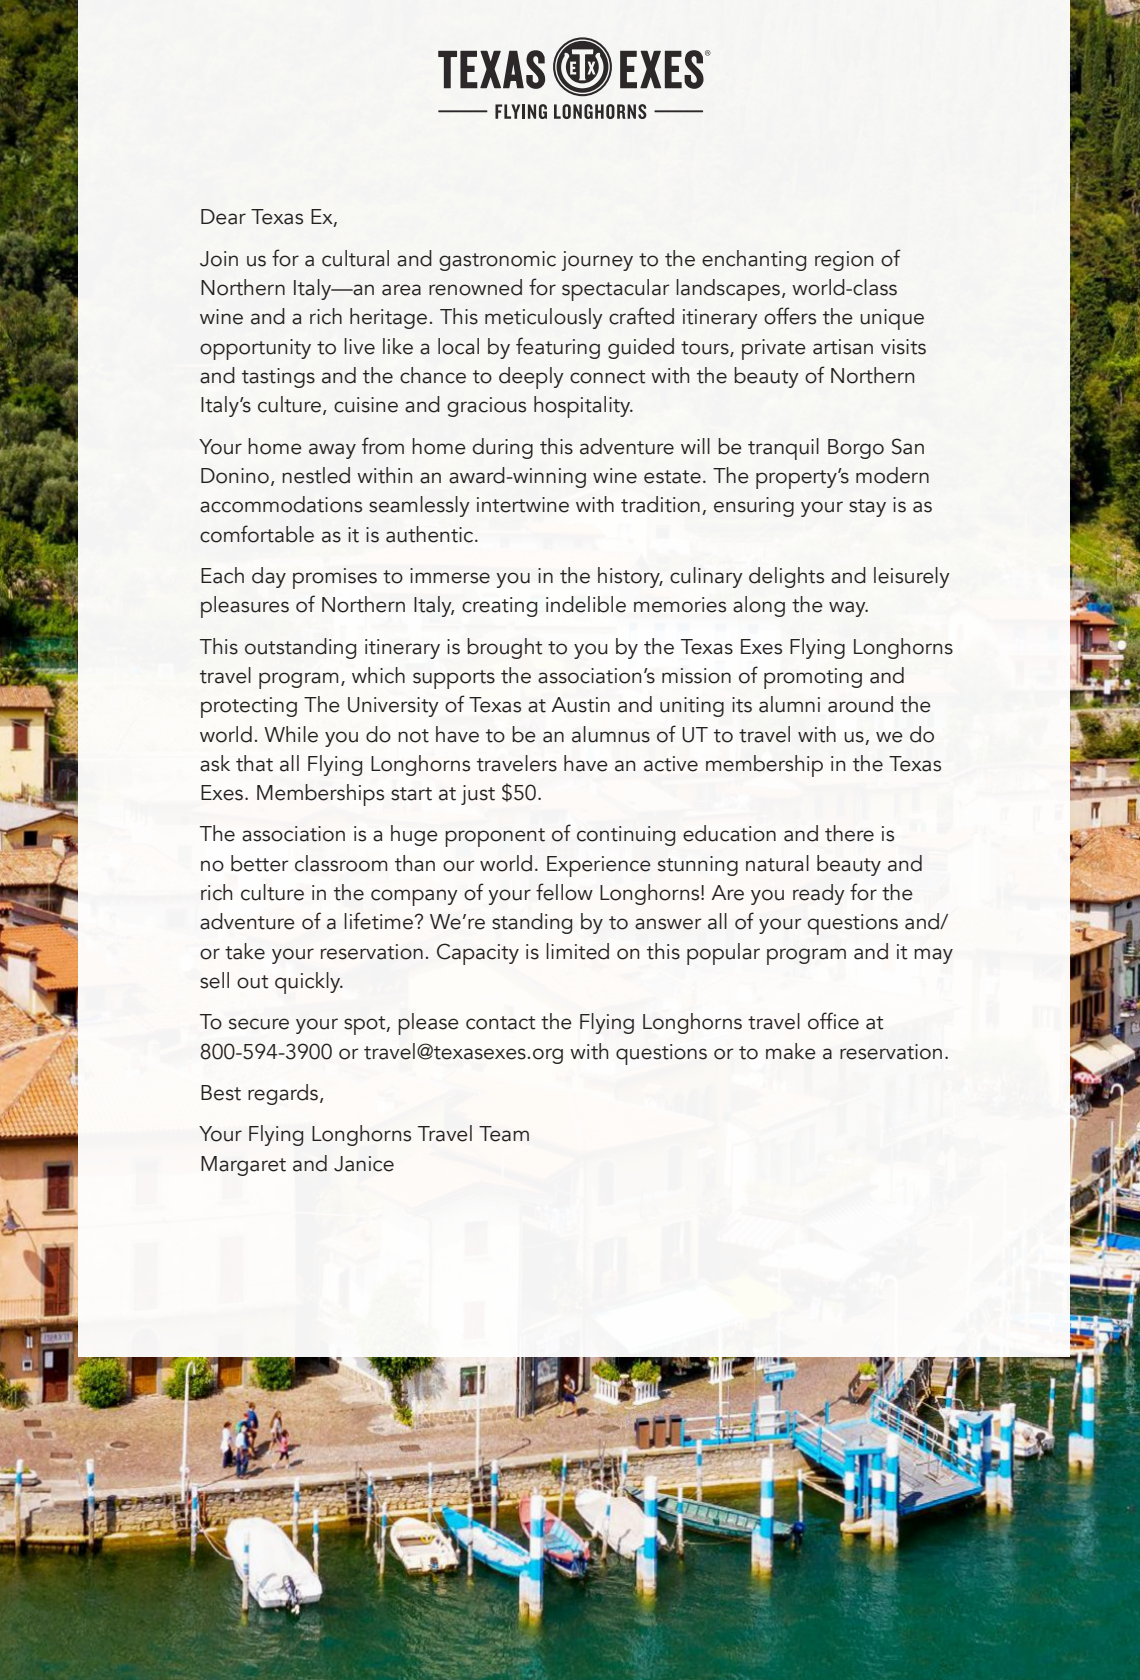 TEXAS ETX EXES®
FLYING LONGHORNS
Dear Texas Ex,
Join us for a cultural and gastronomic journey to the enchanting region of
Northern Italy—an area renowned for spectacular landscapes, world-class
wine and a rich heritage. This meticulously crafted itinerary offers the unique
opportunity to live like a local by featuring guided tours, private artisan visits
and tastings and the chance to deeply connect with the beauty of Northern
Italy’s culture, cuisine and gracious hospitality.
Your home away from home during this adventure will be tranquil Borgo San
Donino, nestled within an award-winning wine estate. The property’s modern
accommodations seamlessly intertwine with tradition, ensuring your stay is as
comfortable as it is authentic.
Each day promises to immerse you in the history, culinary delights and leisurely
pleasures of Northern Italy, creating indelible memories along the way.
This outstanding itinerary is brought to you by the Texas Exes Flying Longhorns
travel program, which supports the association’s mission of promoting and
protecting The University of Texas at Austin and uniting its alumni around the
world. While you do not have to be an alumnus of UT to travel with us, we do
ask that all Flying Longhorns travelers have an active membership in the Texas
Exes. Memberships start at just $50.
The association is a huge proponent of continuing education and there is
no better classroom than our world. Experience stunning natural beauty and
rich culture in the company of your fellow Longhorns! Are you ready for the
adventure of a lifetime? We’re standing by to answer all of your questions and/
or take your reservation. Capacity is limited on this popular program and it may
sell out quickly.
To secure your spot, please contact the Flying Longhorns travel office at
800-594-3900 or travel@texasexes.org with questions or to make a reservation.
Best regards,
Your Flying Longhorns Travel Team
Margaret and Janice